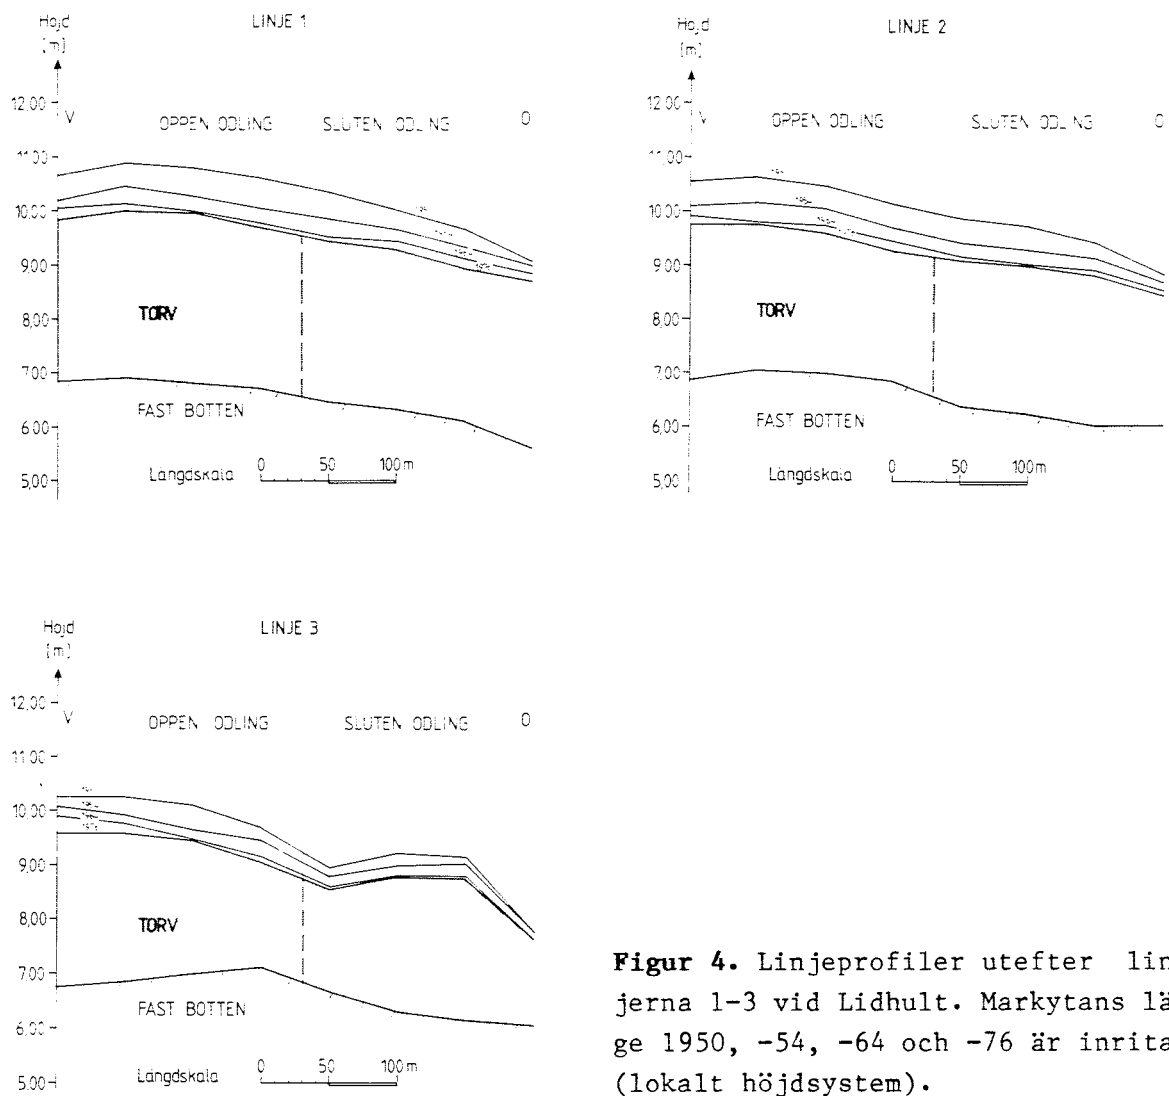 LINJE 1
Höjd
[m]
12,00
V ÖPPEN ODLING SLUTEN ODLING Ö
11,00
10,00
9,00
8,00 TORV
7,00
FAST BOTTEN
6,00
5,00 Längdskala 0 50 100 m
LINJE 2
Höjd
[m]
12,00
V ÖPPEN ODLING SLUTEN ODLING Ö
11,00
10,00
9,00
8,00 TORV
7,00
FAST BOTTEN
6,00
5,00 Längdskala 0 50 100 m
LINJE 3
Höjd
[m]
12,00
V ÖPPEN ODLING SLUTEN ODLING Ö
11,00
10,00
9,00
8,00 TORV
7,00
FAST BOTTEN
6,00
5,00 Längdskala 0 50 100 m
Figur 4. Linjeprofiler utefter lin
jerna 1-3 vid Lidhult. Markytans lä
ge 1950, -54, -64 och -76 är inrita
(lokalt höjdsystem).